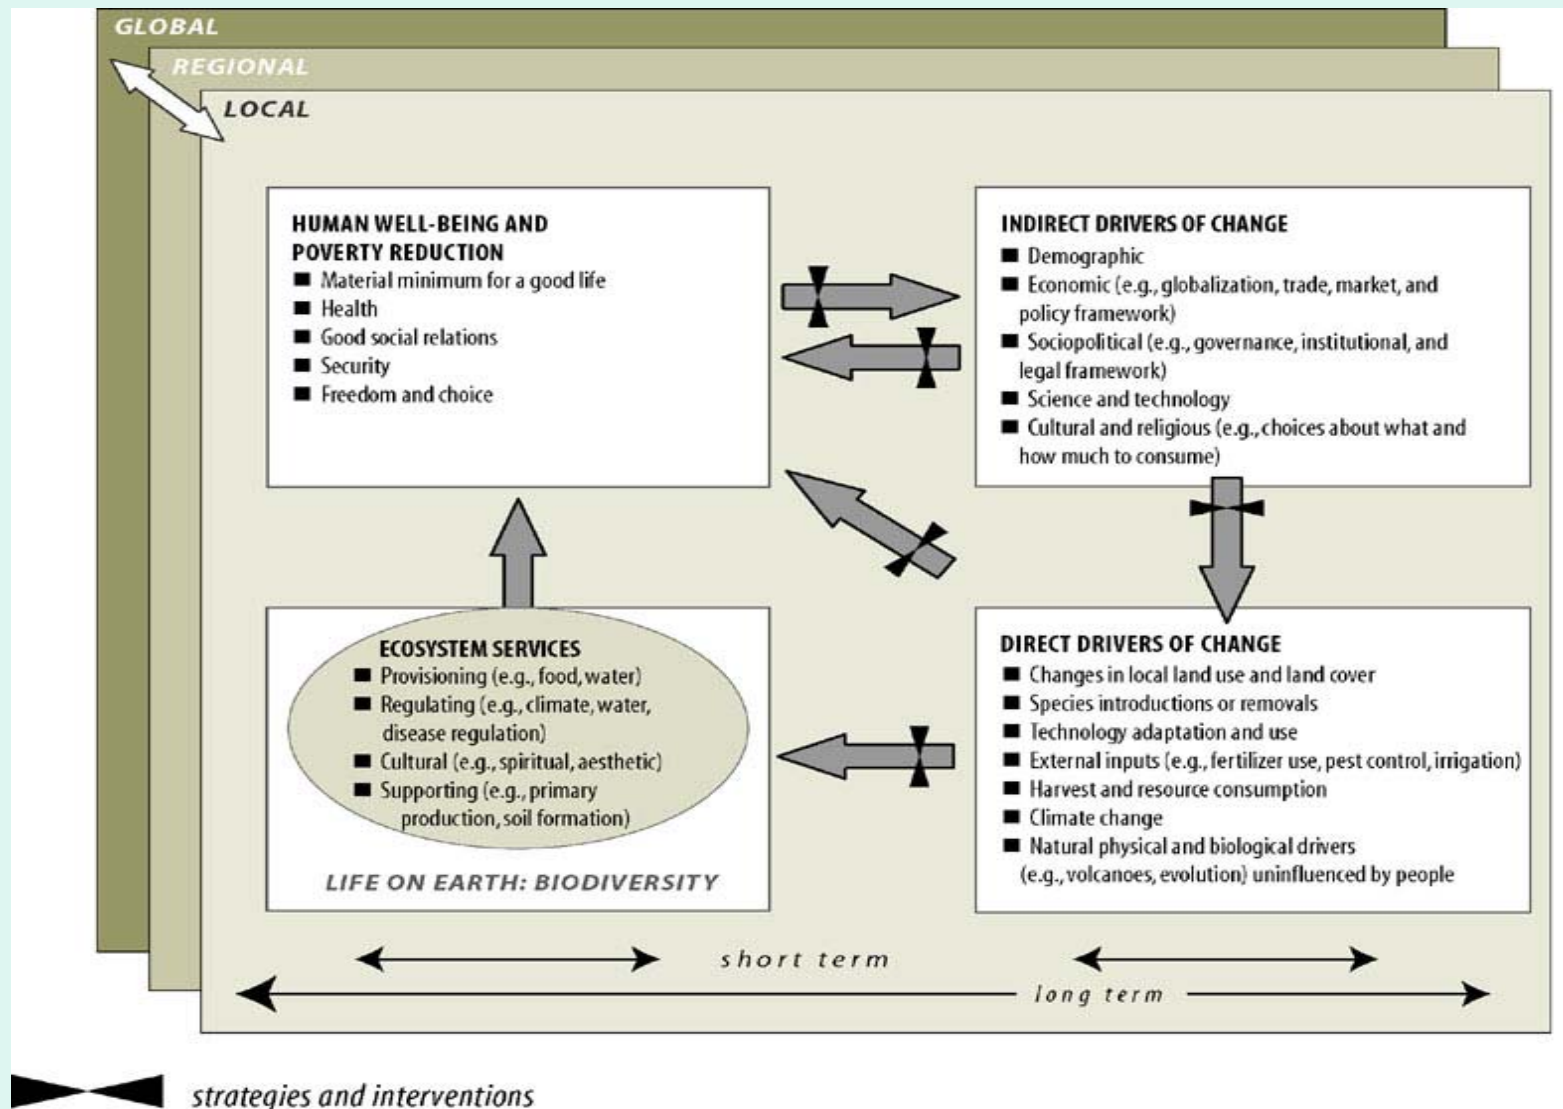 GLOBAL
REGIONAL
LOCAL
HUMAN WELL-BEING AND
POVERTY REDUCTION
■ Material minimum for a good life
■ Health
■ Good social relations
■ Security
■ Freedom and choice
INDIRECT DRIVERS OF CHANGE
■ Demographic
■ Economic (e.g., globalization, trade, market, and
policy framework)
■ Sociopolitical (e.g., governance, institutional, and
legal framework)
■ Science and technology
■ Cultural and religious (e.g., choices about what and
how much to consume)
ECOSYSTEM SERVICES
■ Provisioning (e.g., food, water)
■ Regulating (e.g., climate, water,
disease regulation)
■ Cultural (e.g., spiritual, aesthetic)
■ Supporting (e.g., primary
production, soil formation)
LIFE ON EARTH: BIODIVERSITY
DIRECT DRIVERS OF CHANGE
■ Changes in local land use and land cover
■ Species introductions or removals
■ Technology adaptation and use
■ External inputs (e.g., fertilizer use, pest control, irrigation)
■ Harvest and resource consumption
■ Climate change
■ Natural physical and biological drivers
(e.g., volcanoes, evolution) uninfluenced by people
short term
long term
strategies and interventions